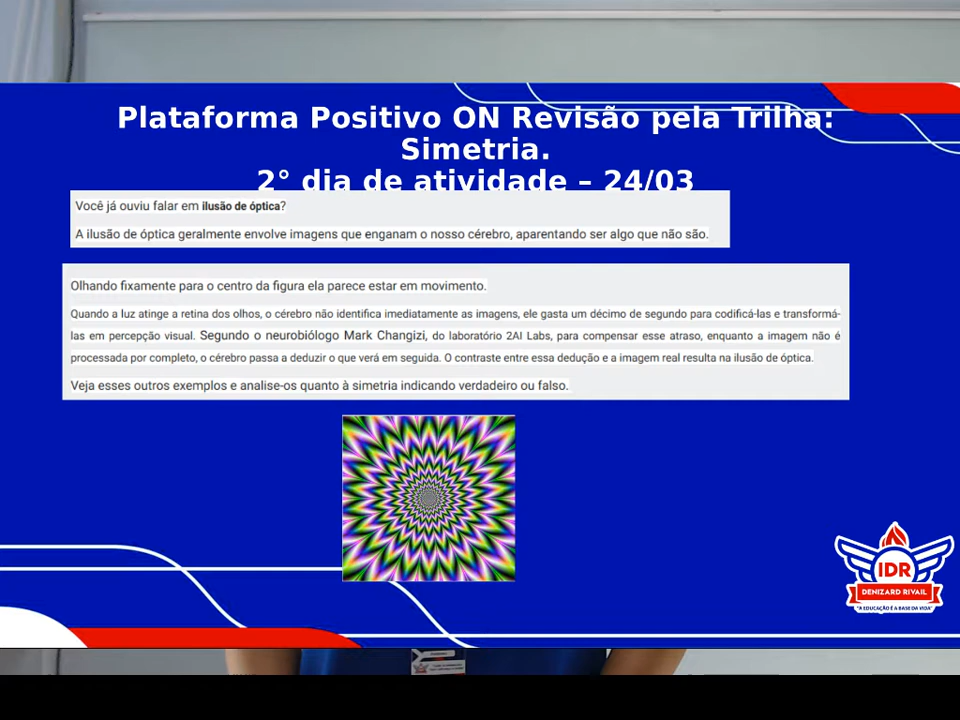 Plataforma Positivo ON Revisão pela Trilha:
Simetria.
2° dia de atividade – 24/03
Você já ouviu falar em ilusão de óptica?
A ilusão de óptica geralmente envolve imagens que enganam o nosso cérebro, aparentando ser algo que não são.
Olhando fixamente para o centro da figura ela parece estar em movimento.
Quando a luz atinge a retina dos olhos, o cérebro não identifica imediatamente as imagens, ele gasta um décimo de segundo para codificá-las e transformá-
las em percepção visual. Segundo o neurobiólogo Mark Changizi, do laboratório 2AI Labs, para compensar esse atraso, enquanto a imagem não é
processada por completo, o cérebro passa a deduzir o que verá em seguida. O contraste entre essa dedução e a imagem real resulta na ilusão de óptica.
Veja esses outros exemplos e analise-os quanto à simetria indicando verdadeiro ou falso.
IDR
DENIZARD RIVAIL
"A EDUCAÇÃO É A BASE DA VIDA"